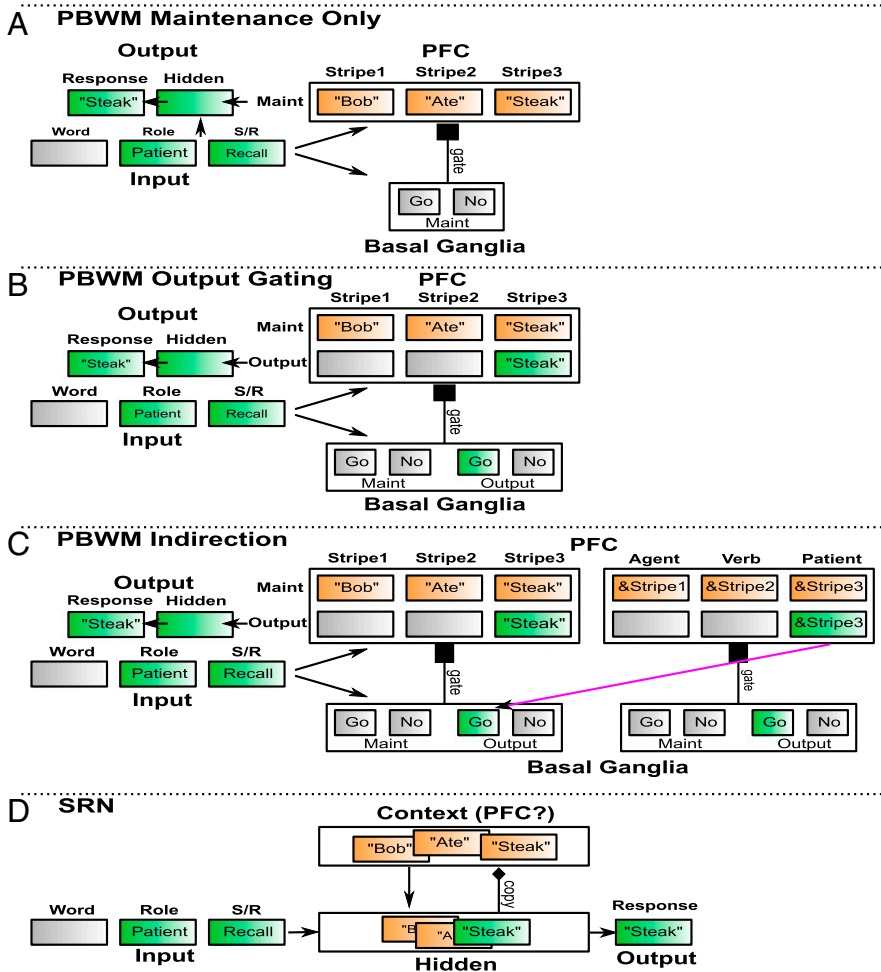 A PBWM Maintenance Only
Output PFC
Stripe1 Stripe2 Stripe3
Response Hidden
"Steak" Maint "Bob" "Ate" "Steak"
Word Role S/R
Patient Recall
Input
gate
Go No
Maint
Basal Ganglia
B PBWM Output Gating PFC
Stripe1 Stripe2 Stripe3
Output
Maint "Bob" "Ate" "Steak"
Response Hidden
"Steak" Output "Steak"
Word Role S/R
Patient Recall
Input
gate
Go No Go No
Maint Output
Basal Ganglia
C PBWM Indirection PFC
Stripe1 Stripe2 Stripe3 Agent Verb Patient
Output
Maint "Bob" "Ate" "Steak" &Stripe1 &Stripe2 &Stripe3
Response Hidden
"Steak" Output "Steak" &Stripe3
Word Role S/R
Patient Recall
Input
gate gate
Go No Go No Go No Go No
Maint Output Maint Output
Basal Ganglia
D SRN
Context (PFC?)
"Bob" "Ate" "Steak"
copy
Word Role S/R Response
Patient Recall "B "A "Steak" "Steak"
Input Hidden Output